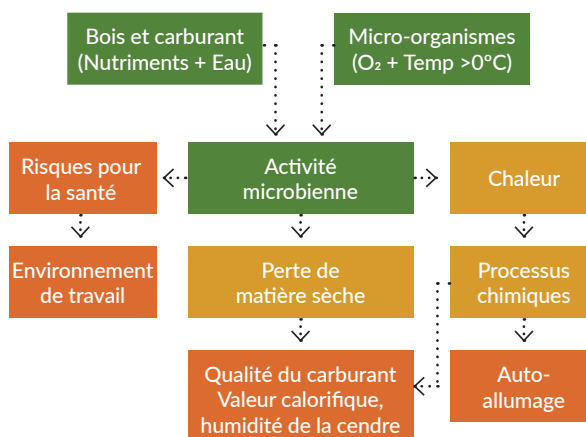 Bois et carburant
(Nutriments + Eau)
Micro-organismes
(O₂ + Temp >0°C)
Risques pour
la santé
Activité
microbienne
Chaleur
Environnement
de travail
Perte de
matière sèche
Processus
chimiques
Qualité du carburant
Valeur calorifique,
humidité de la cendre
Auto-
allumage